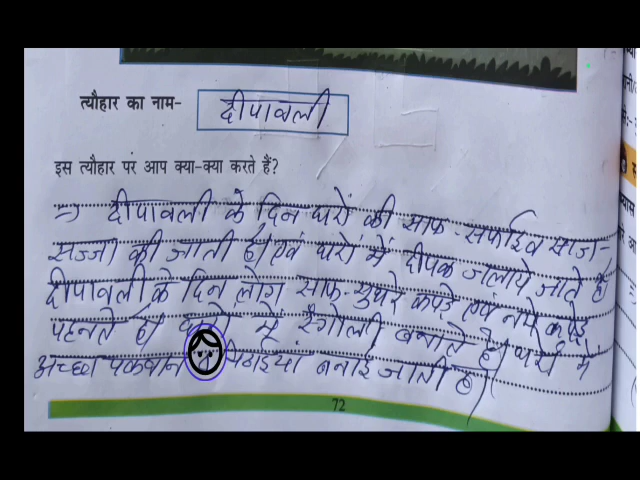 त्यौहार का नाम- दीपावली
इस त्यौहार पर आप क्या-क्या करते हैं?
=> दीपावली के दिन घरों की साफ-सफाई व साज-
सज्जा की जाती है। एवं घरों में दीपक जलाये जाते हैं
दीपावली के दिन लोग साफ-सुथरे कपड़े एवं नये कपड़े
पहनते है। में रंगोली बनाते है। घरों में
अच्छा पकवान मिठाइयां बनाई जाती है।
72